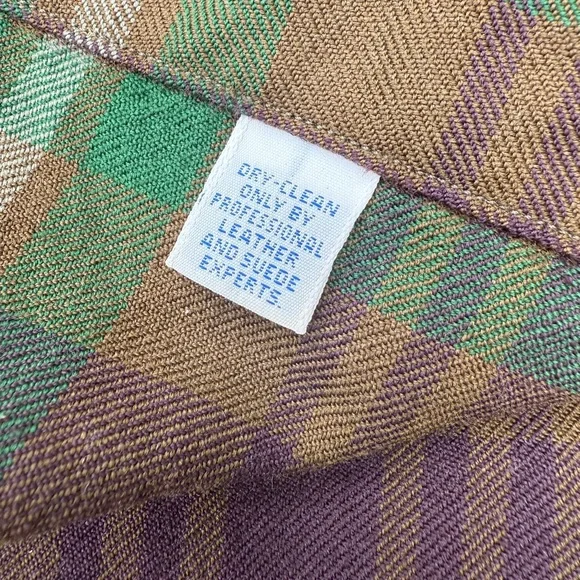 DRY-CLEAN
ONLY BY
PROFESSIONAL
LEATHER
AND SUEDE
EXPERTS.